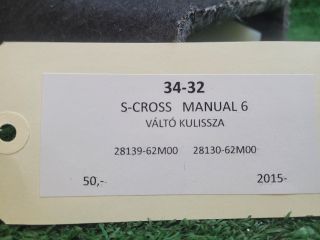 34-32
S-CROSS MANUAL 6
VÁLTÓ KULISSZA
28139-62M00 28130-62M00
50,- 2015-